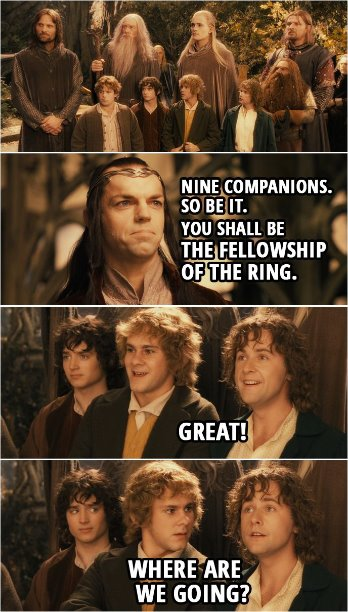 NINE COMPANIONS.
SO BE IT.
YOU SHALL BE
THE FELLOWSHIP
OF THE RING.
GREAT!
WHERE ARE
WE GOING?